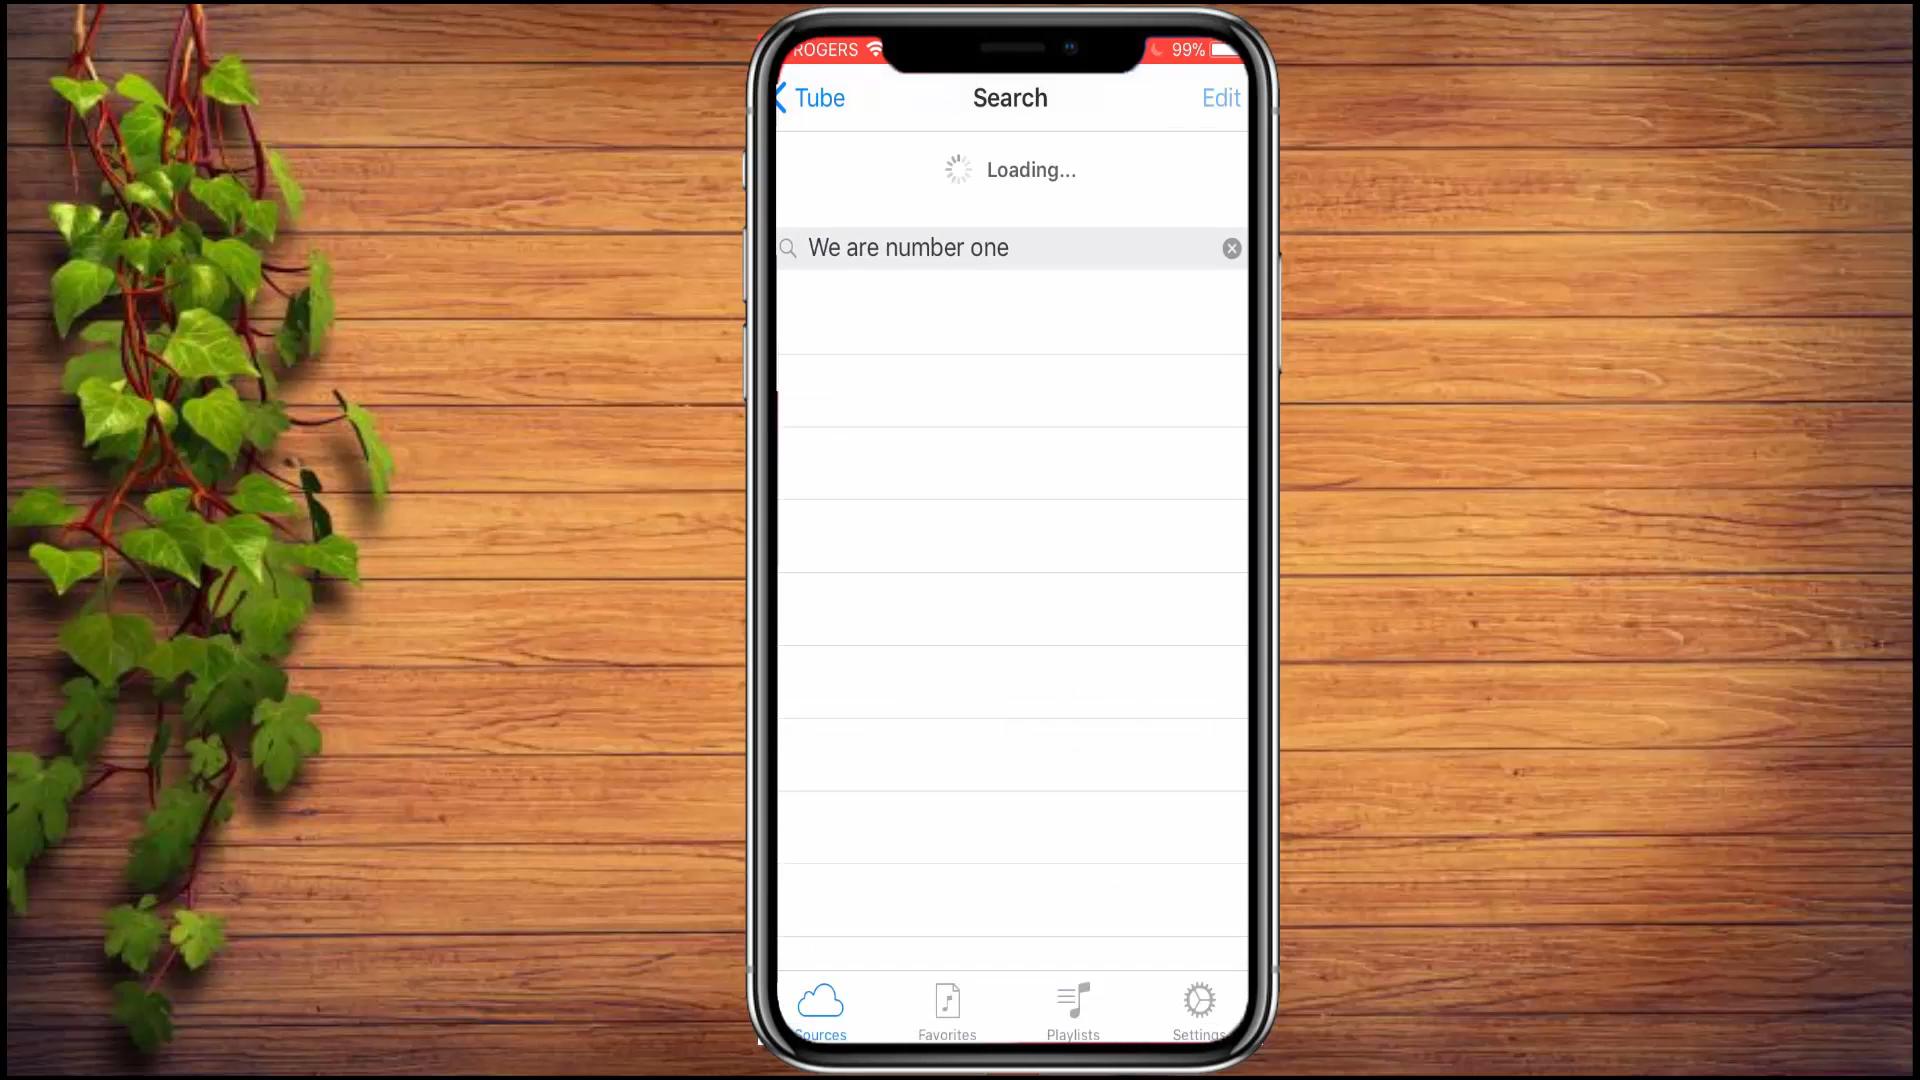 ROGERS 99%
Tube Search Edit
Loading...
We are number one
Sources Favorites Playlists Settings